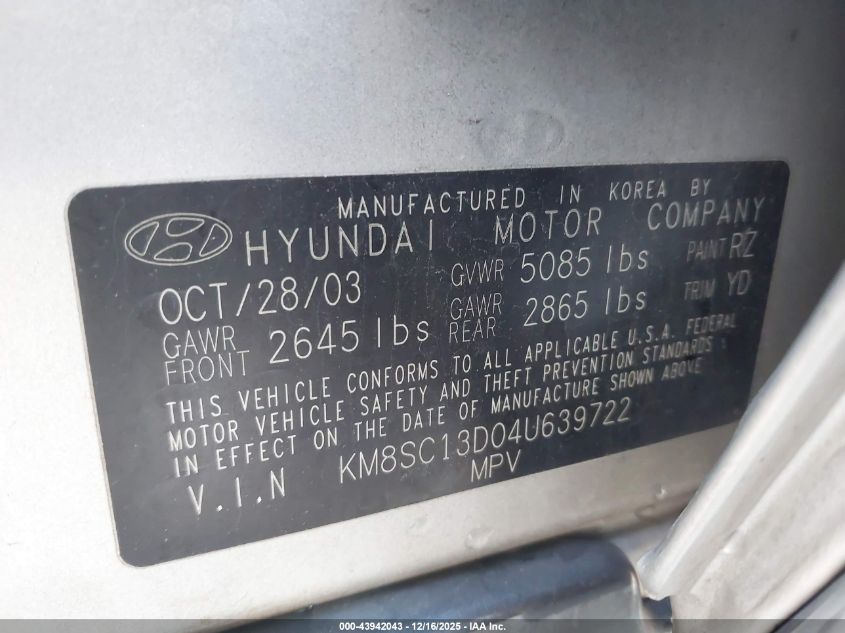 MANUFACTURED IN KOREA BY
HYUNDAI MOTOR COMPANY
OCT/28/03 GVWR 5085 lbs PAINT RZ
GAWR FRONT 2645 lbs GAWR REAR 2865 lbs TRIM YD
THIS VEHICLE CONFORMS TO ALL APPLICABLE U.S.A. FEDERAL
MOTOR VEHICLE SAFETY AND THEFT PREVENTION STANDARDS
IN EFFECT ON THE DATE OF MANUFACTURE SHOWN ABOVE
V.I.N KM8SC13D04U639722
MPV
000-43942043 - 12/16/2025 - IAA Inc.